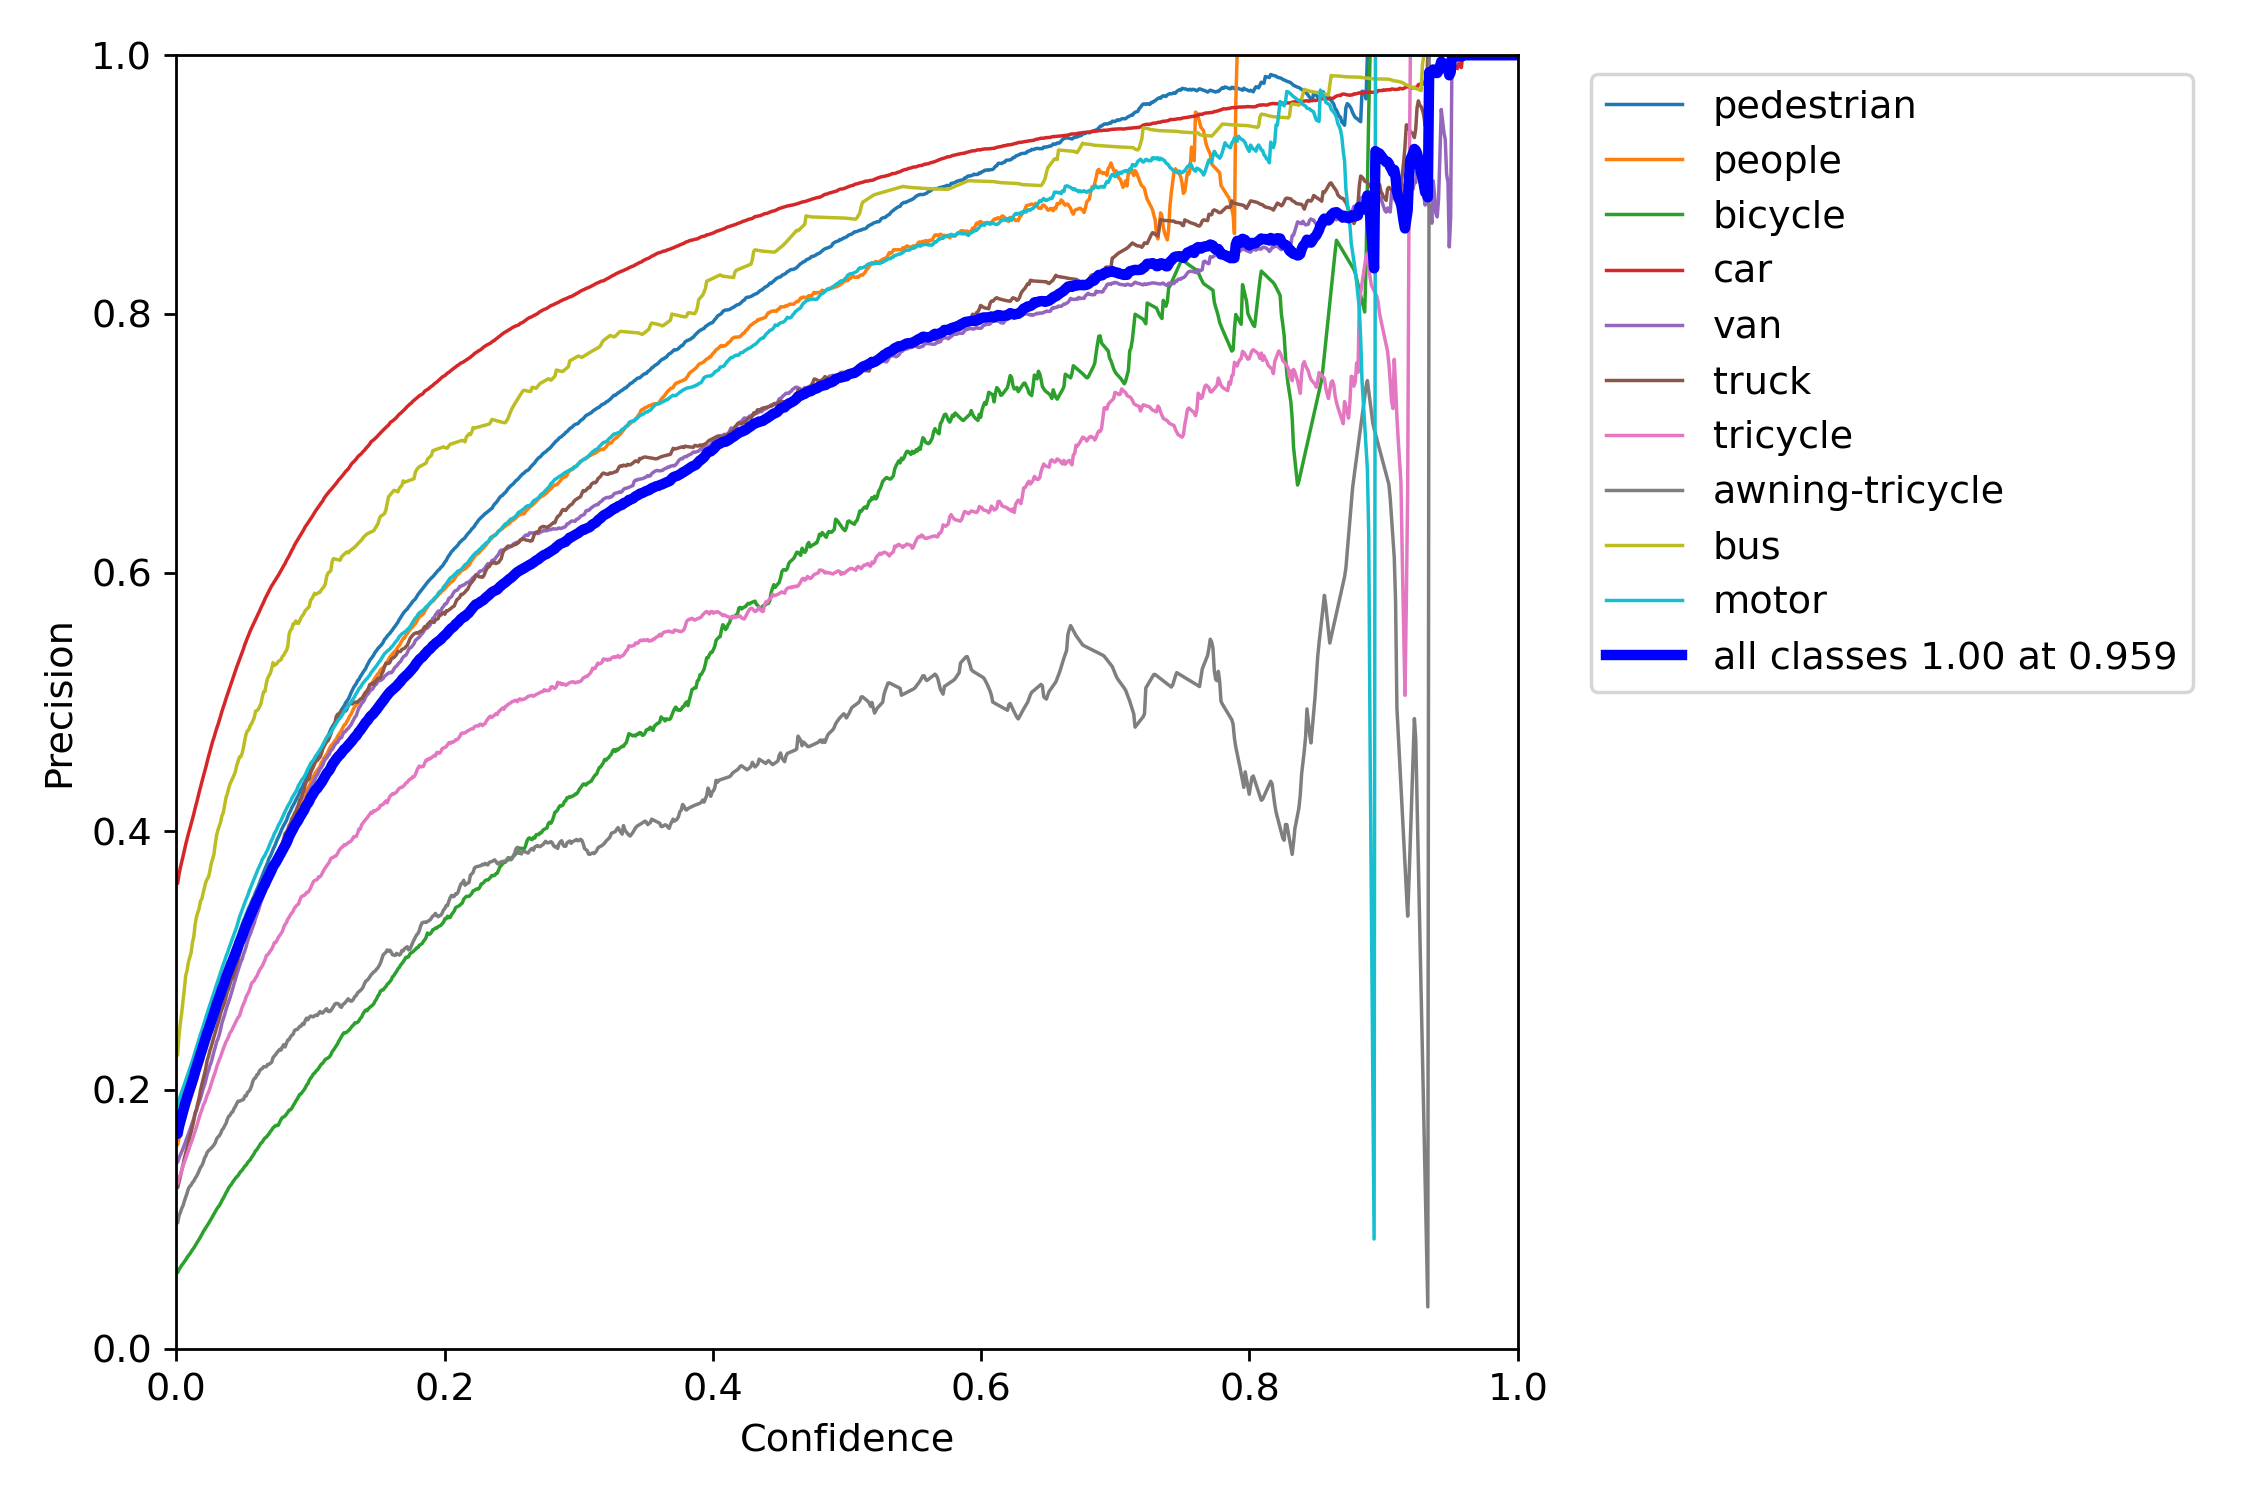 1.0
0.8
0.6
0.4
0.2
0.0
Precision
0.0 0.2 0.4 0.6 0.8 1.0
Confidence
pedestrian
people
bicycle
car
van
truck
tricycle
awning-tricycle
bus
motor
all classes 1.00 at 0.959